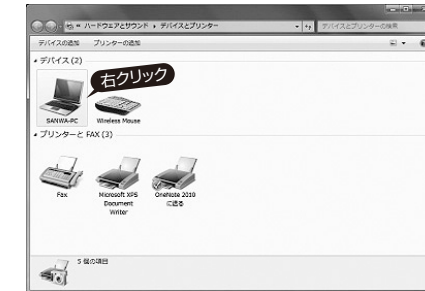 ハードウェアとサウンド ▸ デバイスとプリンター
デバイスとプリンターの検索
デバイスの追加 プリンターの追加
デバイス (2)
右クリック
SANWA-PC
Wireless Mouse
プリンターと FAX (3)
Fax
Microsoft XPS
Document
Writer
OneNote 2010
に送る
5 個の項目